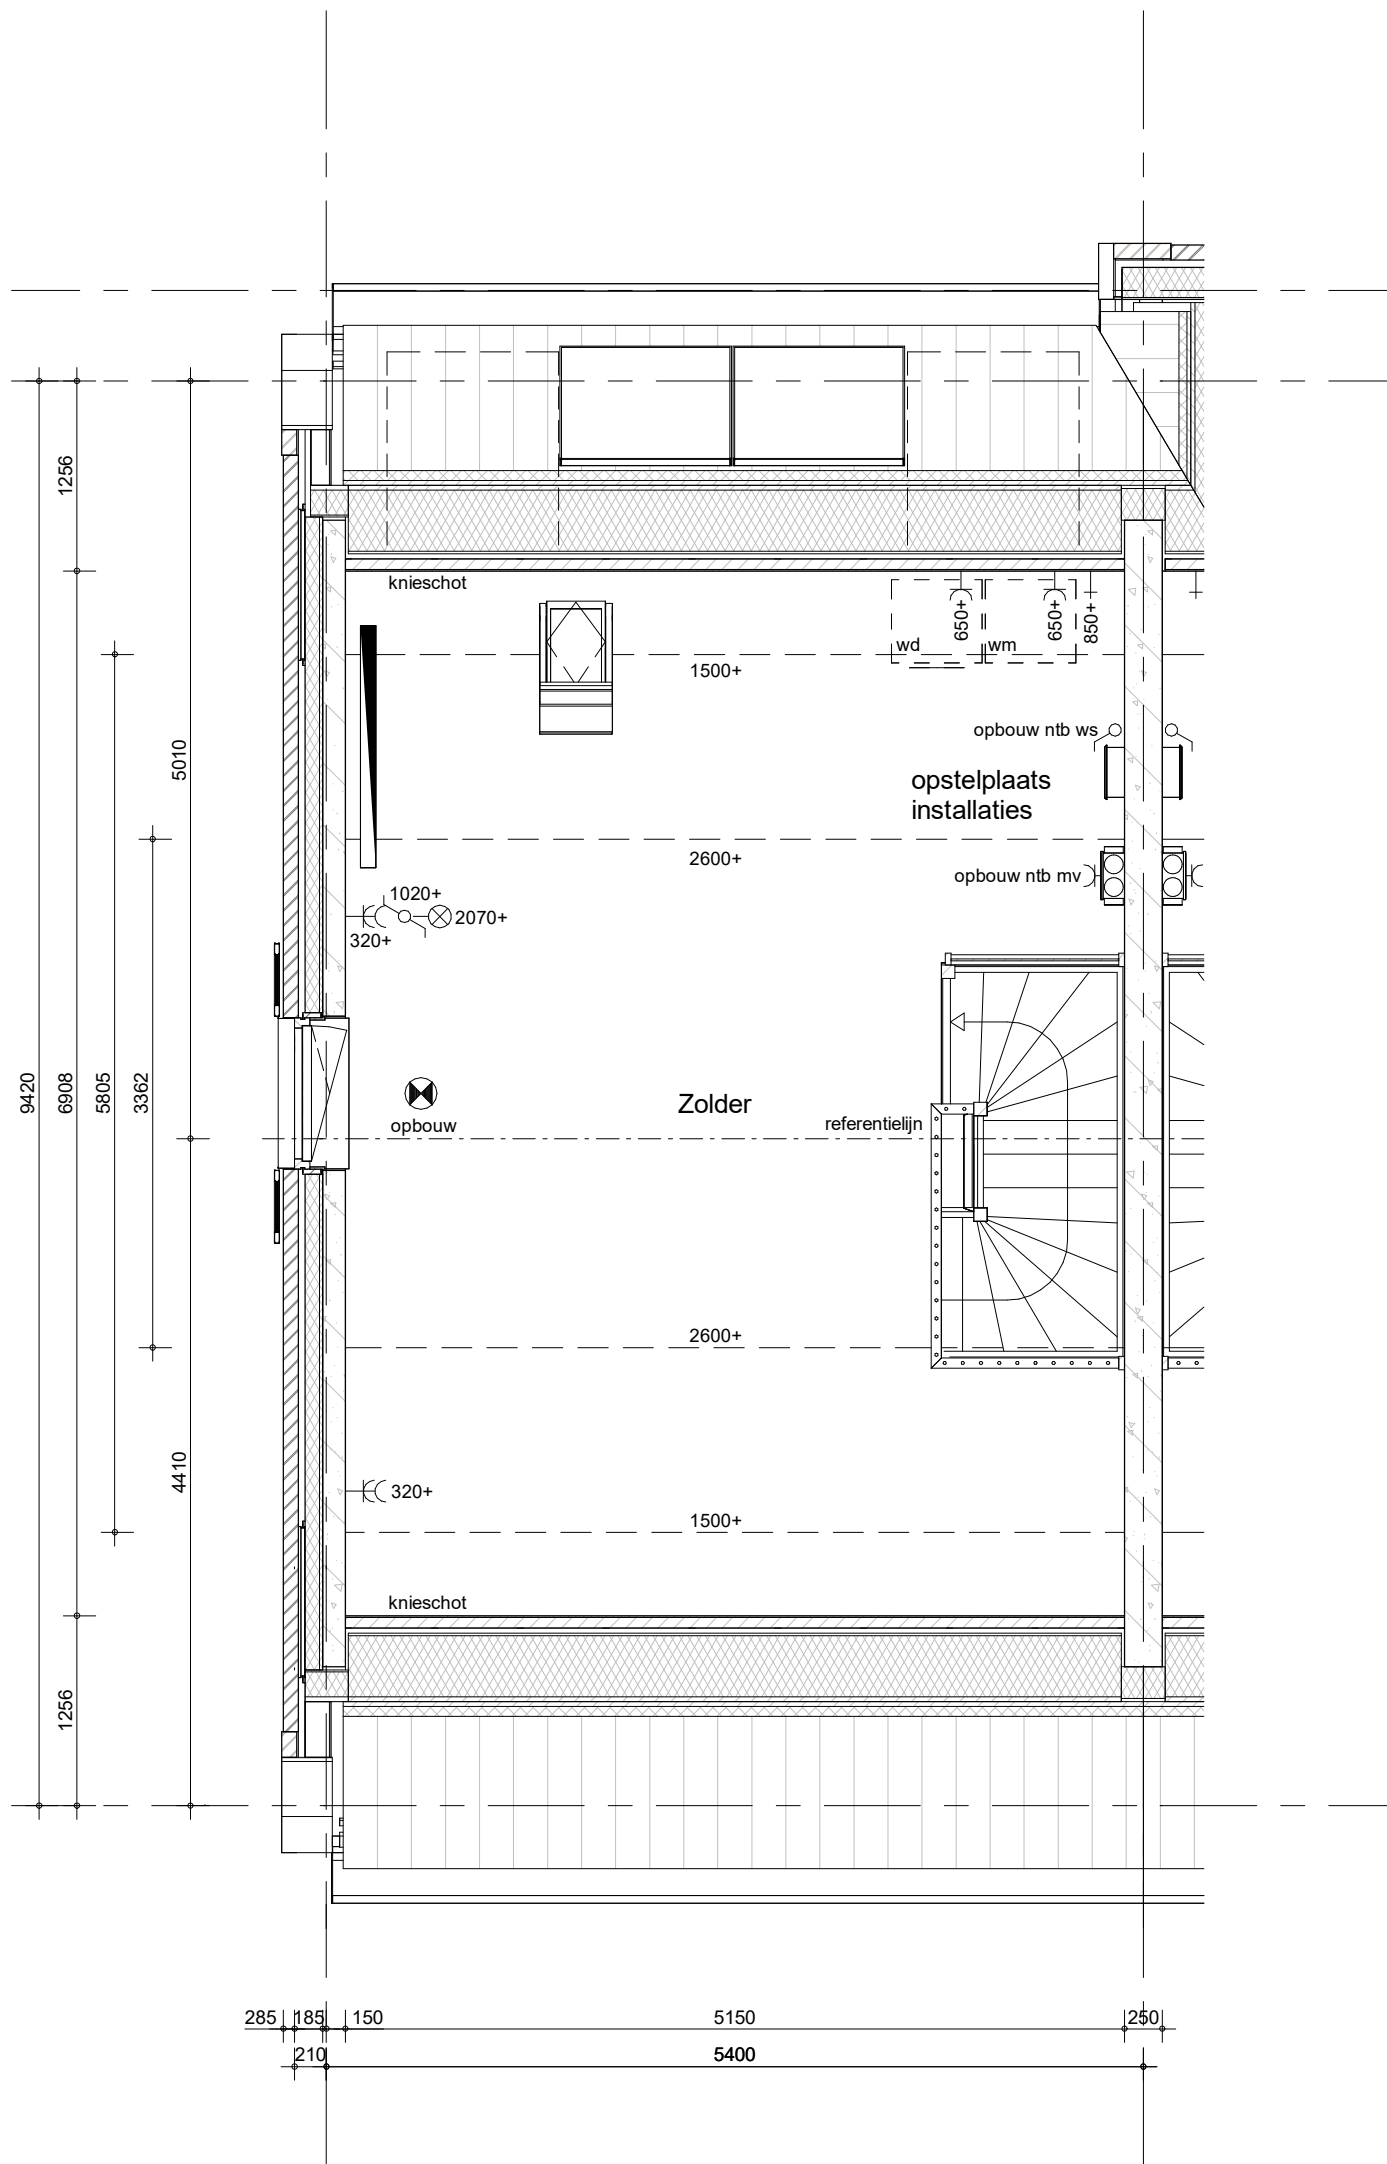 1256
knieschot
650+
650+
850+
wd
wm
1500+
opbouw ntb ws
5010
opstelplaats
installaties
2600+
opbouw ntb mv
1020+
2070+
320+
9420
6908
5805
3362
Zolder
opbouw
referentielijn
2600+
4410
320+
1500+
knieschot
1256
285
185
150
5150
250
210
5400